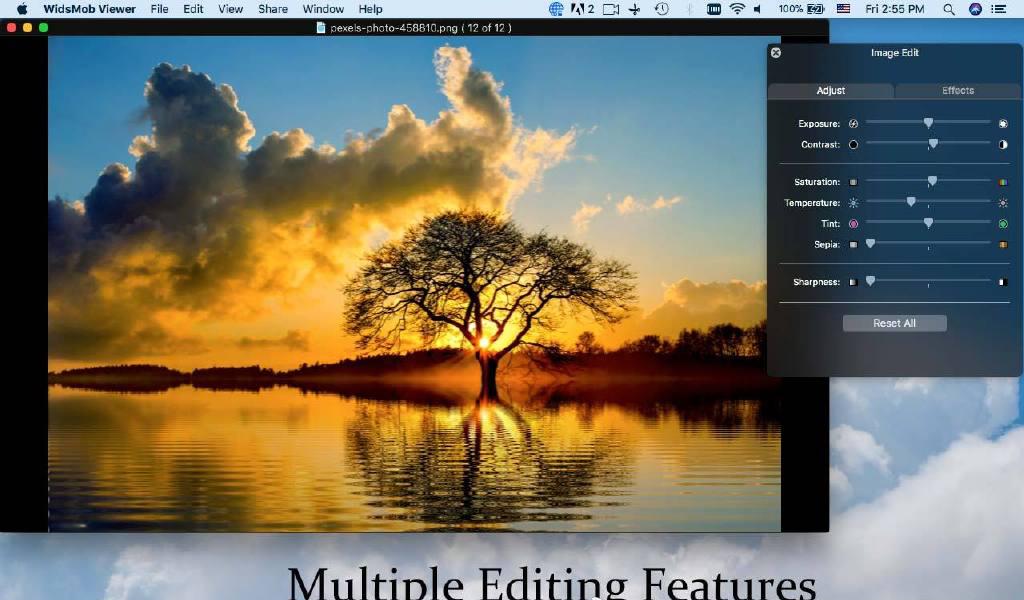 WidsMob Viewer File Edit View Share Window Help 2 100% Fri 2:55 PM
pexels-photo-458810.png ( 12 of 12 )
Image Edit
Adjust Effects
Exposure:
Contrast:
Saturation:
Temperature:
Tint:
Sepia:
Sharpness:
Reset All
Multiple Editing Features